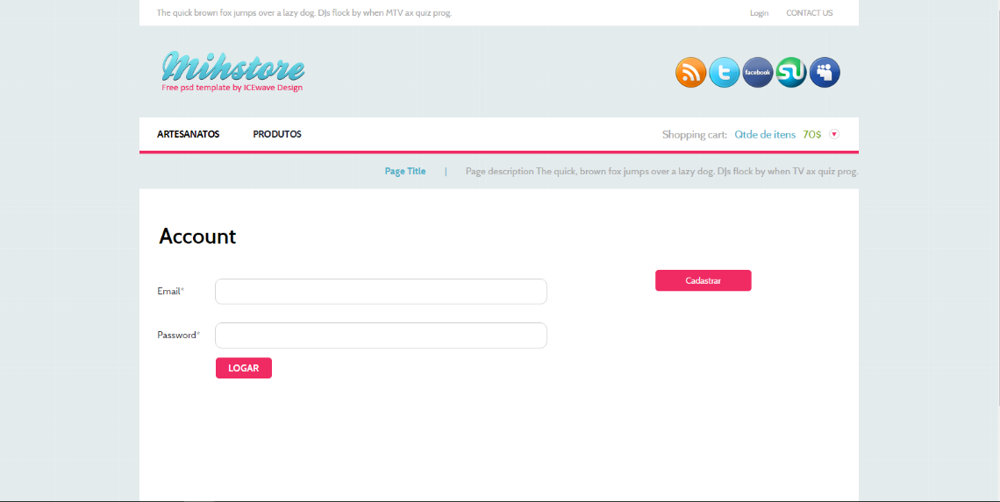 The quick brown fox jumps over a lazy dog. DJs flock by when MTV ax quiz prog.
Login CONTACT US
Mihstore
Free psd template by ICEwave Design
facebook
SU
ARTESANATOS PRODUTOS
Shopping cart: Qtde de itens 70$
Page Title | Page description The quick, brown fox jumps over a lazy dog. DJs flock by when TV ax quiz prog.
Account
Email*
Cadastrar
Password*
LOGAR